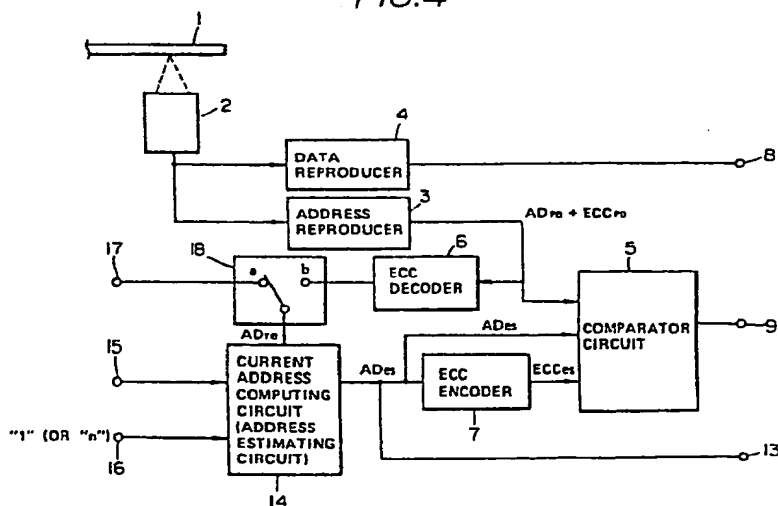 FIG.4
1
2
4
DATA
REPRODUCER
8
3
ADDRESS
REPRODUCER
ADro + ECCro
6
5
17
18
a
b
ECC
DECODER
COMPARATOR
CIRCUIT
9
ADre
ADes
15
CURRENT
ADDRESS
COMPUTING
CIRCUIT
(ADDRESS
ESTIMATING
CIRCUIT)
ADes
ECC
ENCODER
ECCes
7
"1" (OR "n")
16
13
14